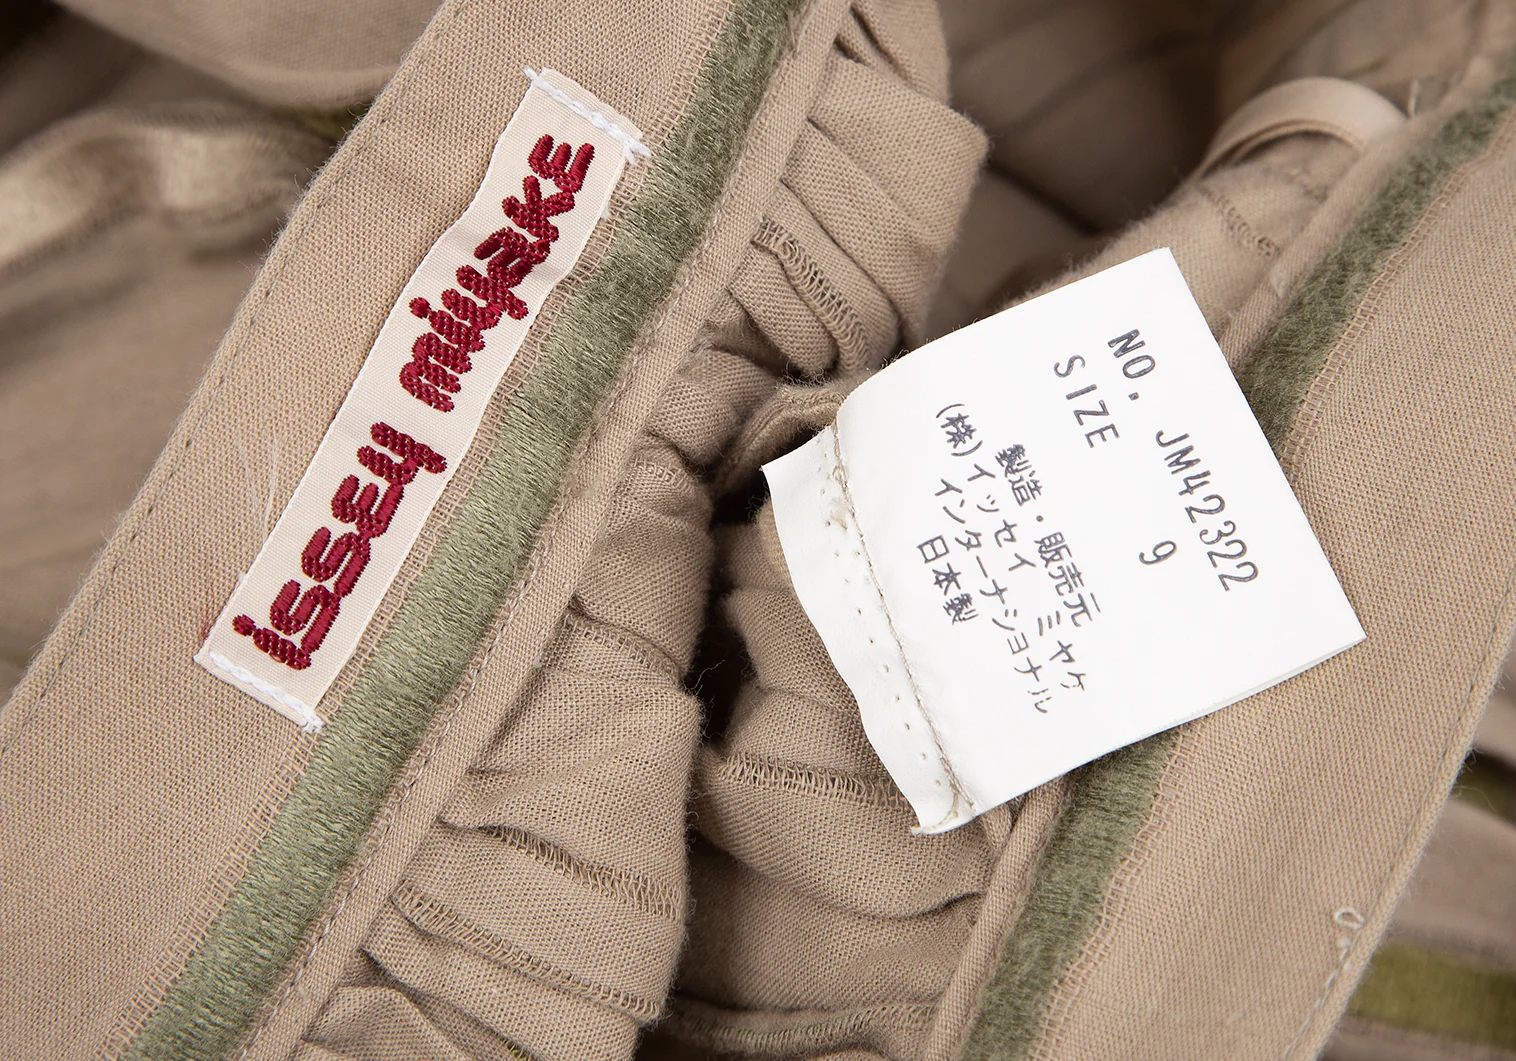 issey miyake
NO. JM42322
SIZE 9
製造・販売元
(株)イッセイ ミヤケ
インターナショナル
日本製